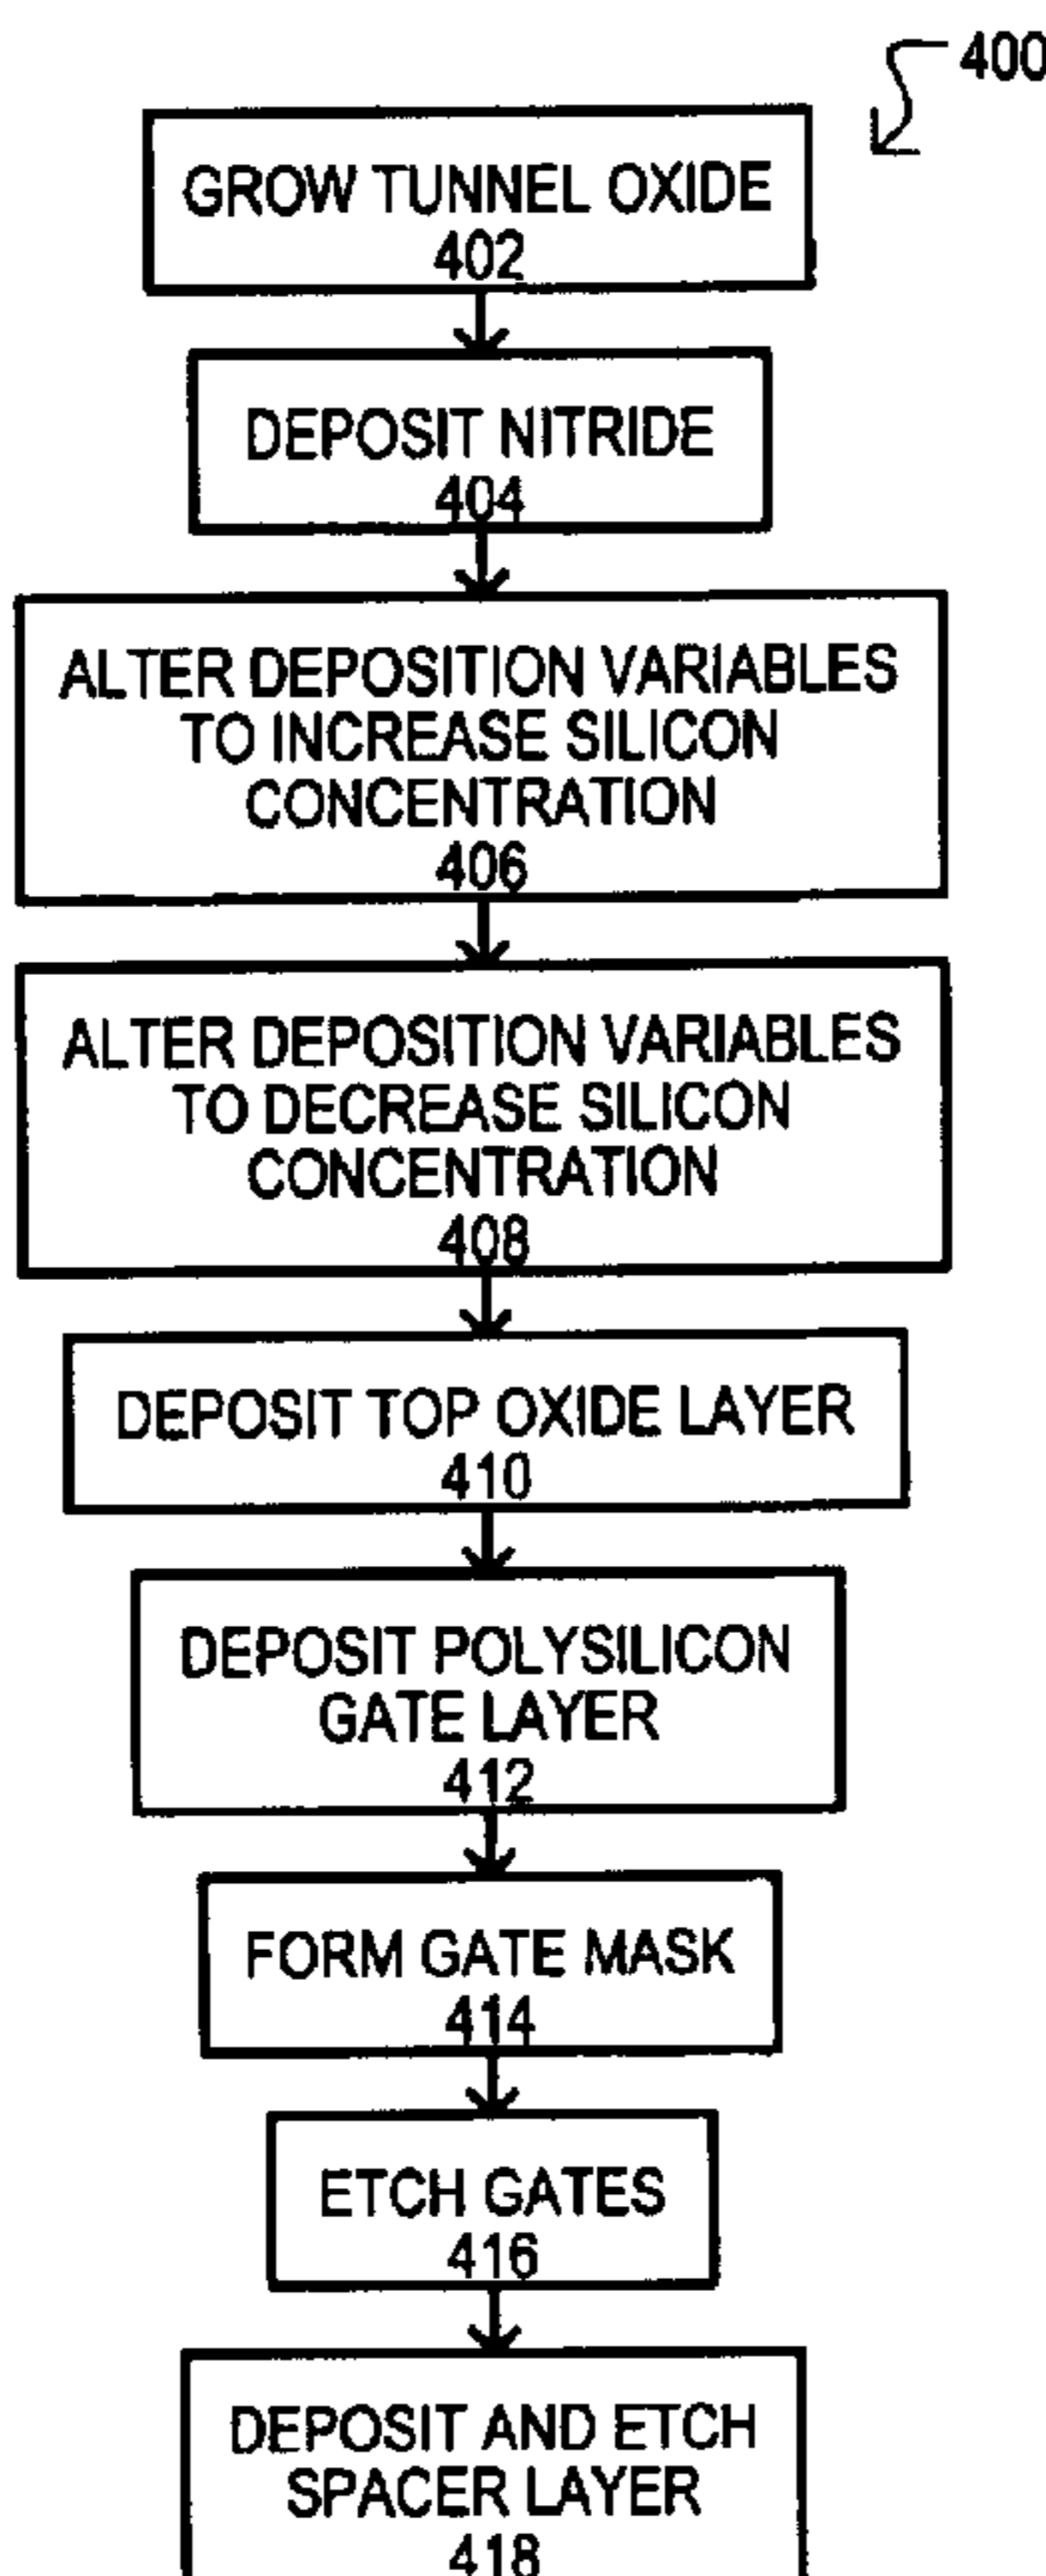 400
GROW TUNNEL OXIDE
402
DEPOSIT NITRIDE
404
ALTER DEPOSITION VARIABLES
TO INCREASE SILICON
CONCENTRATION
406
ALTER DEPOSITION VARIABLES
TO DECREASE SILICON
CONCENTRATION
408
DEPOSIT TOP OXIDE LAYER
410
DEPOSIT POLYSILICON
GATE LAYER
412
FORM GATE MASK
414
ETCH GATES
416
DEPOSIT AND ETCH
SPACER LAYER
418